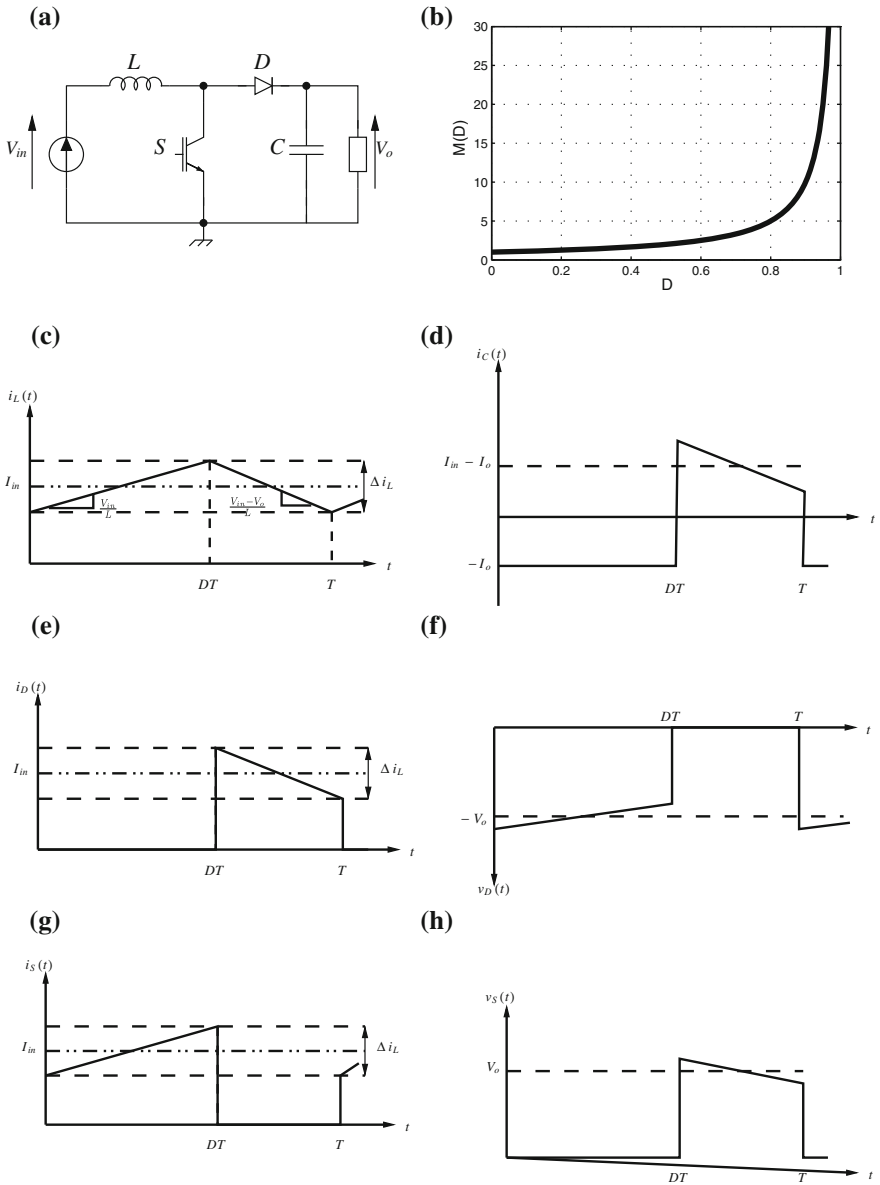 (a)
L
D
V_in
S
C
V_o
(b)
30
25
20
15
10
5
0
M(D)
0
0.2
0.4
0.6
0.8
1
D
(c)
i_L(t)
I_in
V_in/L
V_in−V_o/L
Δi_L
t
DT
T
(d)
i_C(t)
I_in − I_o
t
−I_o
DT
T
(e)
i_D(t)
I_in
Δi_L
t
DT
T
(f)
DT
T
t
− V_o
v_D(t)
(g)
i_S(t)
I_in
Δi_L
DT
T
t
(h)
v_S(t)
V_o
DT
T
t